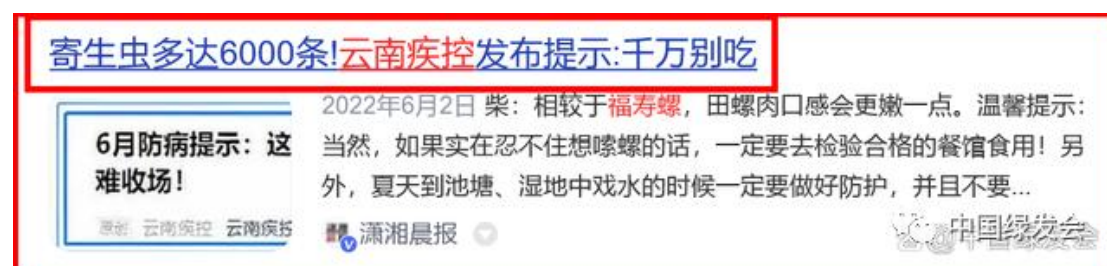 寄生虫多达6000条!云南疾控发布提示:千万别吃
2022年6月2日 柴：相较于福寿螺，田螺肉口感会更嫩一点。温馨提示：
6月防病提示：这
当然，如果实在忍不住想嗦螺的话，一定要去检验合格的餐馆食用！另
难收场！
外，夏天到池塘、湿地中戏水的时候一定要做好防护，并且不要...
原创 云南疾控 云南疾控
潇湘晨报
中国绿发会